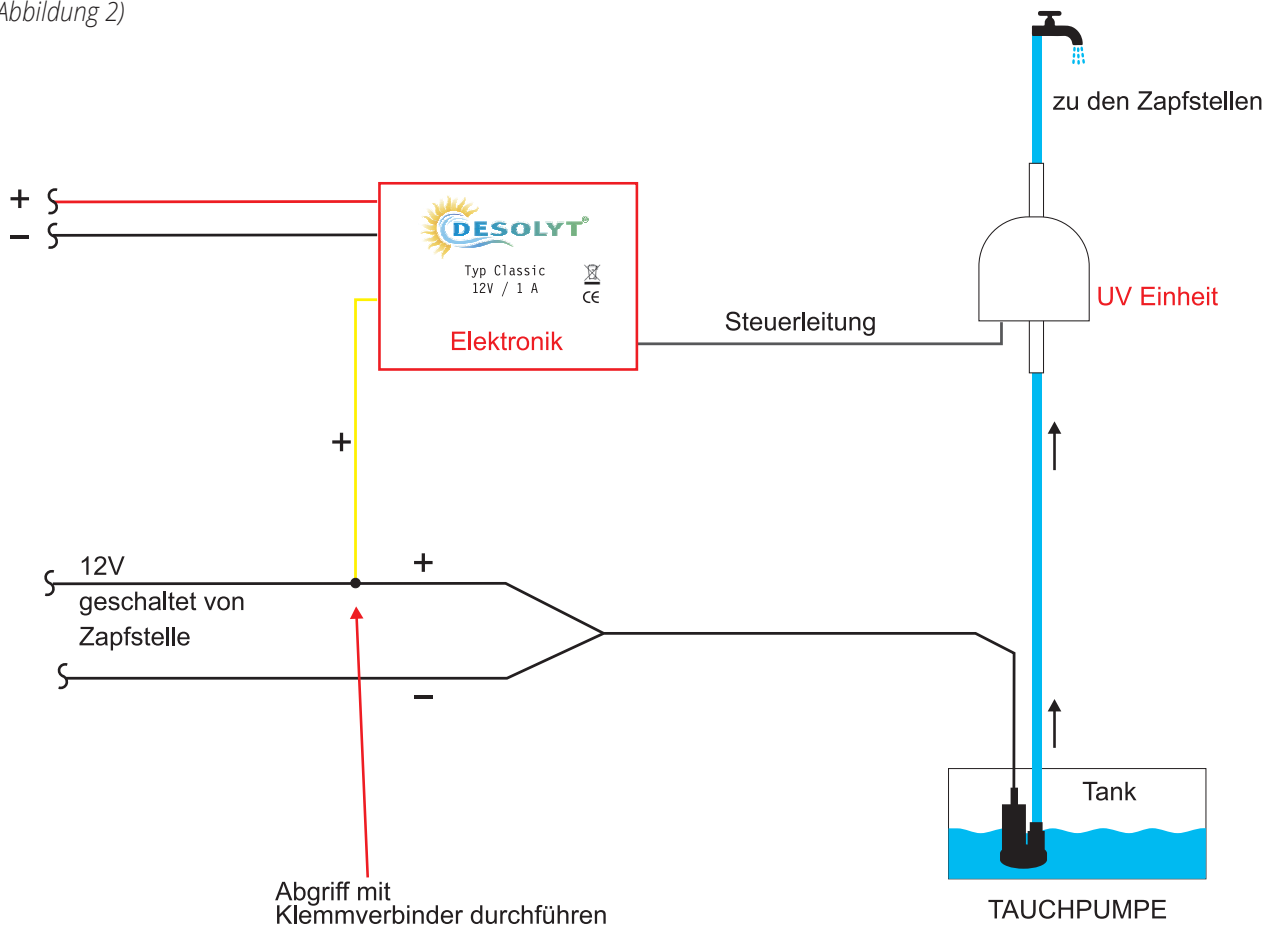 Abbildung 2)
zu den Zapfstellen
+
−
DESOLYT®
Typ Classic
12V / 1 A
CE
Elektronik
Steuerleitung
UV Einheit
+
12V
+
geschaltet von
Zapfstelle
−
Tank
Abgriff mit
Klemmverbinder durchführen
TAUCHPUMPE